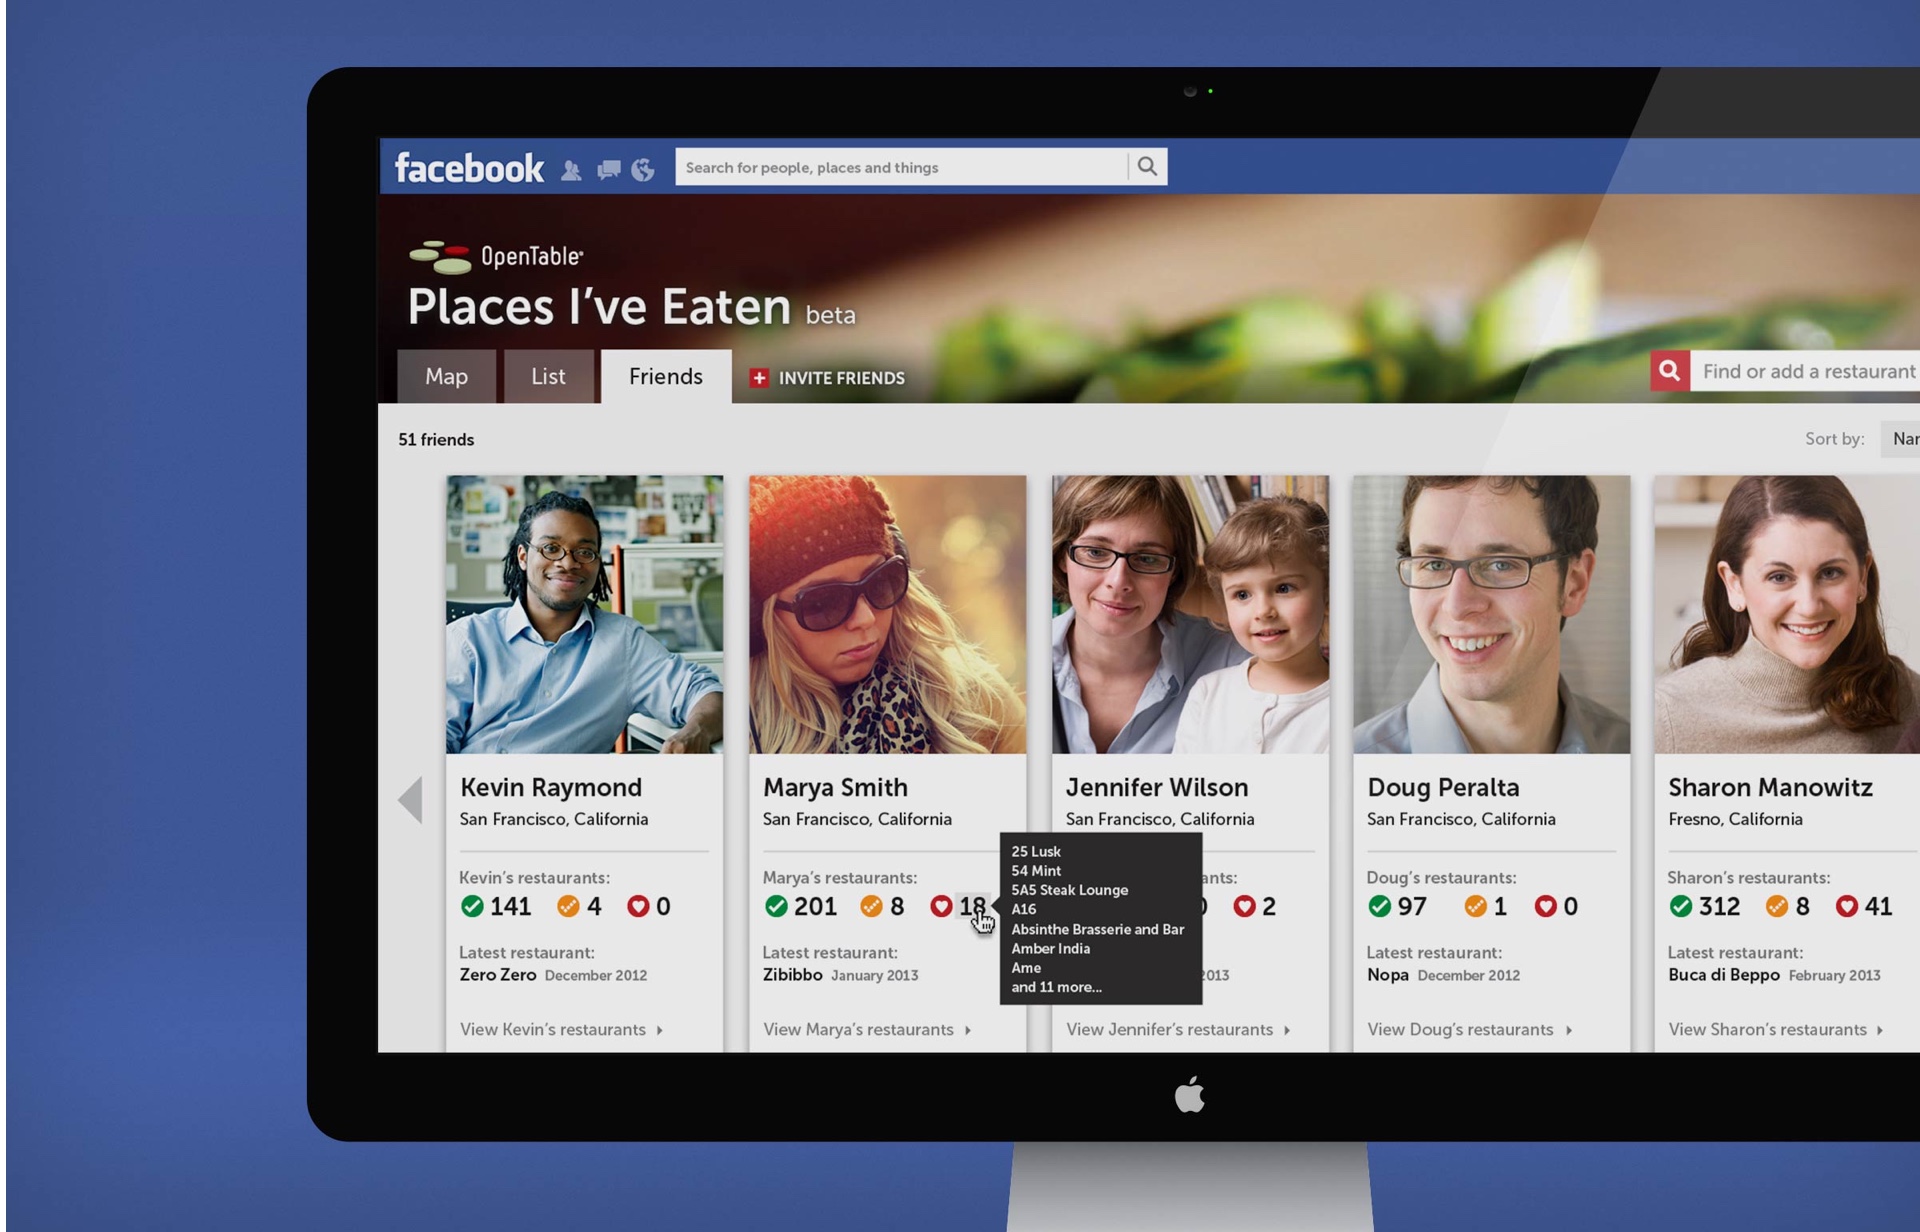 facebook
Search for people, places and things
OpenTable®
Places I've Eaten beta
Map
List
Friends
INVITE FRIENDS
Find or add a restaurant
51 friends
Sort by:
Kevin Raymond
San Francisco, California
Kevin's restaurants:
141 4 0
Latest restaurant:
Zero Zero December 2012
View Kevin's restaurants
Marya Smith
San Francisco, California
Marya's restaurants:
201 8 18
Latest restaurant:
Zibibbo January 2013
View Marya's restaurants
25 Lusk
54 Mint
5A5 Steak Lounge
A16
Absinthe Brasserie and Bar
Amber India
Ame
and 11 more...
Jennifer Wilson
San Francisco, California
2
View Jennifer's restaurants
Doug Peralta
San Francisco, California
Doug's restaurants:
97 1 0
Latest restaurant:
Nopa December 2012
View Doug's restaurants
Sharon Manowitz
Fresno, California
Sharon's restaurants:
312 8 41
Latest restaurant:
Buca di Beppo February 2013
View Sharon's restaurants